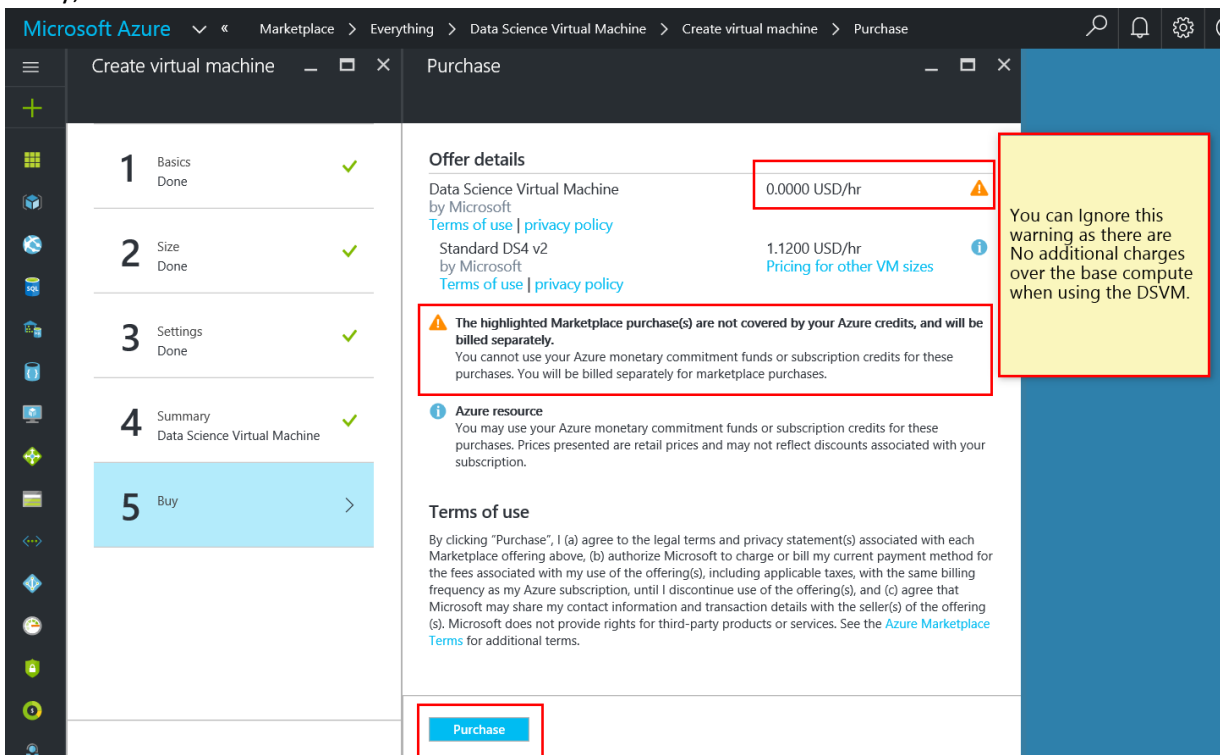 Microsoft Azure
Marketplace > Everything > Data Science Virtual Machine > Create virtual machine > Purchase
Create virtual machine
1
Basics
Done
2
Size
Done
3
Settings
Done
4
Summary
Data Science Virtual Machine
5
Buy
Purchase
Offer details
Data Science Virtual Machine 0.0000 USD/hr
by Microsoft
Terms of use | privacy policy
Standard DS4 v2 1.1200 USD/hr
by Microsoft Pricing for other VM sizes
Terms of use | privacy policy
The highlighted Marketplace purchase(s) are not covered by your Azure credits, and will be
billed separately.
You cannot use your Azure monetary commitment funds or subscription credits for these
purchases. You will be billed separately for marketplace purchases.
Azure resource
You may use your Azure monetary commitment funds or subscription credits for these
purchases. Prices presented are retail prices and may not reflect discounts associated with your
subscription.
Terms of use
By clicking "Purchase", I (a) agree to the legal terms and privacy statement(s) associated with each
Marketplace offering above, (b) authorize Microsoft to charge or bill my current payment method for
the fees associated with my use of the offering(s), including applicable taxes, with the same billing
frequency as my Azure subscription, until I discontinue use of the offering(s), and (c) agree that
Microsoft may share my contact information and transaction details with the seller(s) of the offering
(s). Microsoft does not provide rights for third-party products or services. See the Azure Marketplace
Terms for additional terms.
Purchase
You can Ignore this
warning as there are
No additional charges
over the base compute
when using the DSVM.
SQL